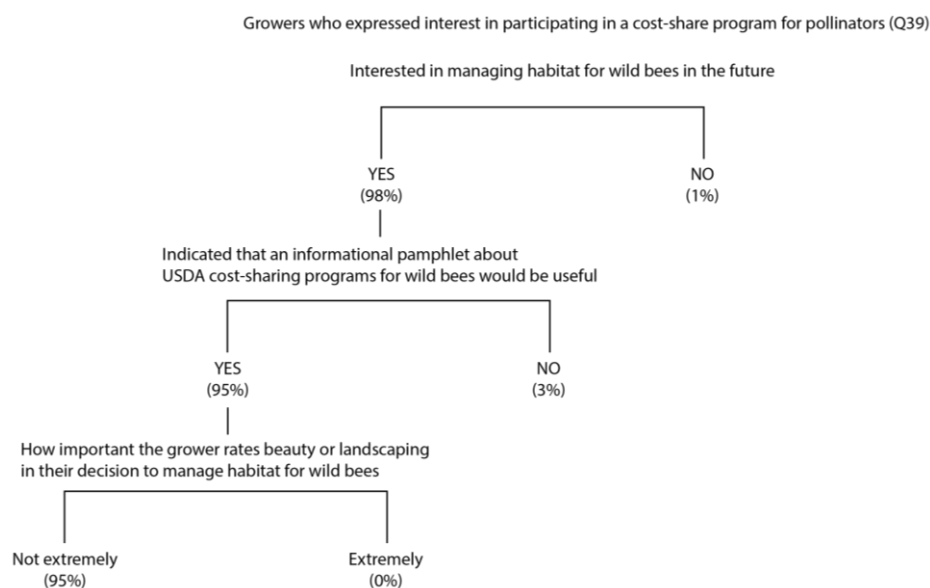 Growers who expressed interest in participating in a cost-share program for pollinators (Q39)
Interested in managing habitat for wild bees in the future
YES
(98%)
NO
(1%)
Indicated that an informational pamphlet about
USDA cost-sharing programs for wild bees would be useful
YES
(95%)
NO
(3%)
How important the grower rates beauty or landscaping
in their decision to manage habitat for wild bees
Not extremely
(95%)
Extremely
(0%)